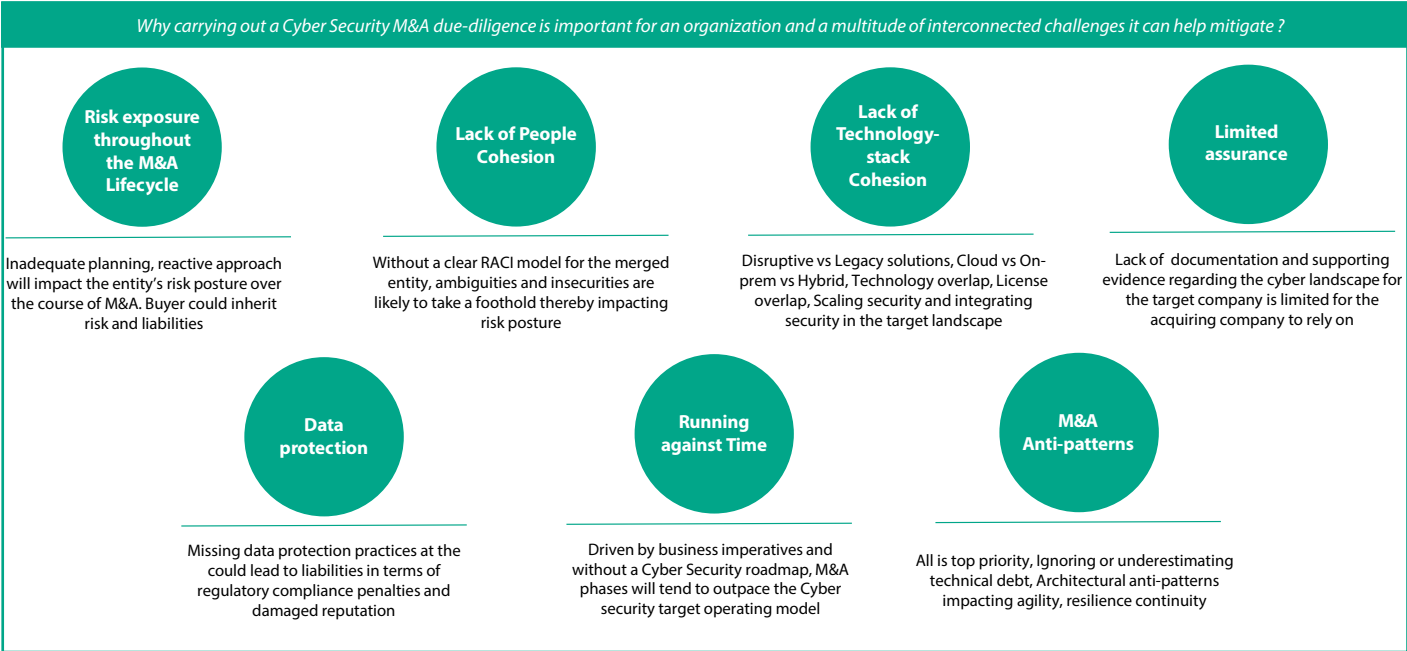 Why carrying out a Cyber Security M&A due-diligence is important for an organization and a multitude of interconnected challenges it can help mitigate ?
Risk exposure
throughout
the M&A
Lifecycle
Inadequate planning, reactive approach
will impact the entity's risk posture over
the course of M&A. Buyer could inherit
risk and liabilities
Lack of People
Cohesion
Without a clear RACI model for the merged
entity, ambiguities and insecurities are
likely to take a foothold thereby impacting
risk posture
Lack of
Technology-
stack
Cohesion
Disruptive vs Legacy solutions, Cloud vs On-
prem vs Hybrid, Technology overlap, License
overlap, Scaling security and integrating
security in the target landscape
Limited
assurance
Lack of documentation and supporting
evidence regarding the cyber landscape for
the target company is limited for the
acquiring company to rely on
Data
protection
Missing data protection practices at the
could lead to liabilities in terms of
regulatory compliance penalties and
damaged reputation
Running
against Time
Driven by business imperatives and
without a Cyber Security roadmap, M&A
phases will tend to outpace the Cyber
security target operating model
M&A
Anti-patterns
All is top priority, Ignoring or underestimating
technical debt, Architectural anti-patterns
impacting agility, resilience continuity